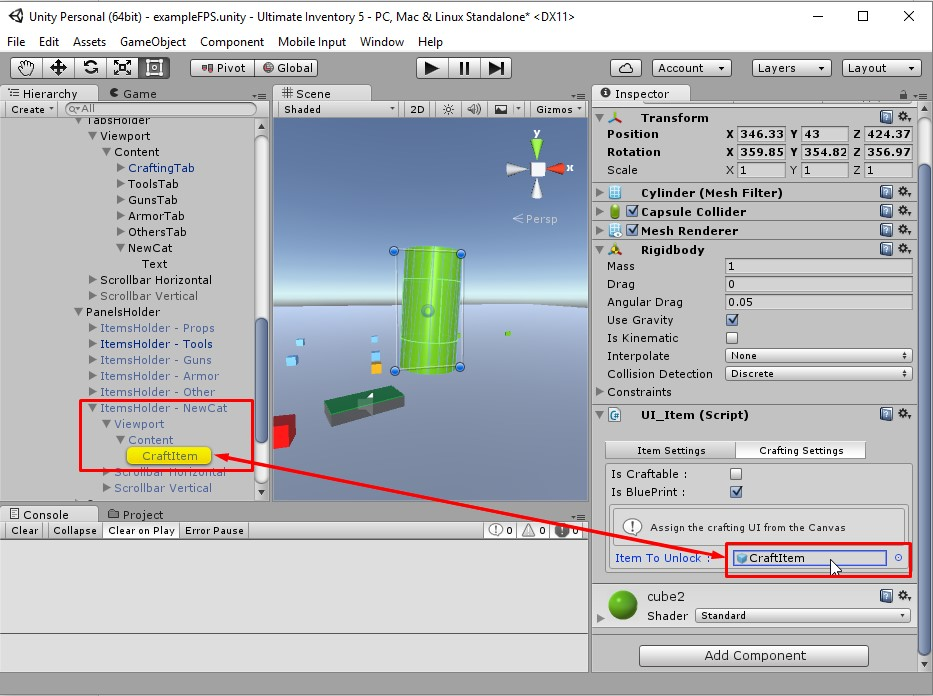 Unity Personal (64bit) - exampleFPS.unity - Ultimate Inventory 5 - PC, Mac & Linux Standalone* <DX11>
File Edit Assets GameObject Component Mobile Input Window Help
Pivot Global Account Layers Layout
Hierarchy Game
Create All
TabsHolder
Viewport
Content
CraftingTab
ToolsTab
GunsTab
ArmorTab
OthersTab
NewCat
Text
Scrollbar Horizontal
Scrollbar Vertical
PanelsHolder
ItemsHolder - Props
ItemsHolder - Tools
ItemsHolder - Guns
ItemsHolder - Armor
ItemsHolder - Other
ItemsHolder - NewCat
Viewport
Content
CraftItem
Scrollbar Horizontal
Scrollbar Vertical
Scene
Shaded 2D Gizmos
y
x
Persp
Console Project
Clear Collapse Clear on Play Error Pause 0 0 0
Inspector
Transform
Position X 346.33 Y 43 Z 424.37
Rotation X 359.85 Y 354.82 Z 356.97
Scale X 1 Y 1 Z 1
Cylinder (Mesh Filter)
Capsule Collider
Mesh Renderer
Rigidbody
Mass 1
Drag 0
Angular Drag 0.05
Use Gravity
Is Kinematic
Interpolate None
Collision Detection Discrete
Constraints
UI_Item (Script)
Item Settings Crafting Settings
Is Craftable :
Is BluePrint :
Assign the crafting UI from the Canvas
Item To Unlock : CraftItem
cube2
Shader Standard
Add Component